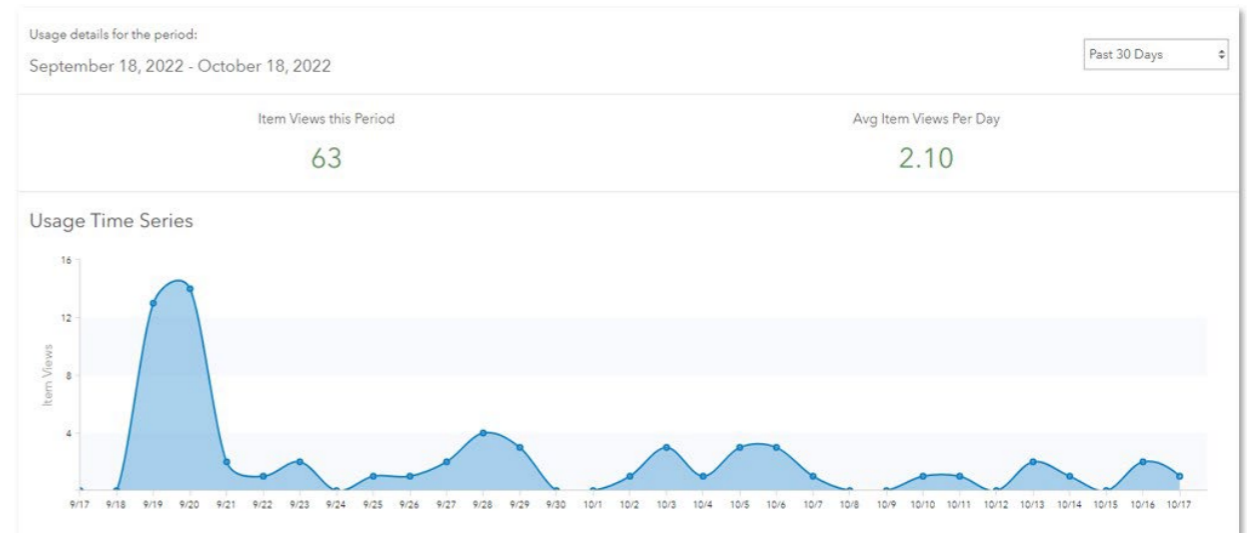 Usage details for the period:
September 18, 2022 - October 18, 2022
Past 30 Days
Item Views this Period
63
Avg Item Views Per Day
2.10
Usage Time Series
16
12
8
4
Item Views
9/17 9/18 9/19 9/20 9/21 9/22 9/23 9/24 9/25 9/26 9/27 9/28 9/29 9/30 10/1 10/2 10/3 10/4 10/5 10/6 10/7 10/8 10/9 10/10 10/11 10/12 10/13 10/14 10/15 10/16 10/17